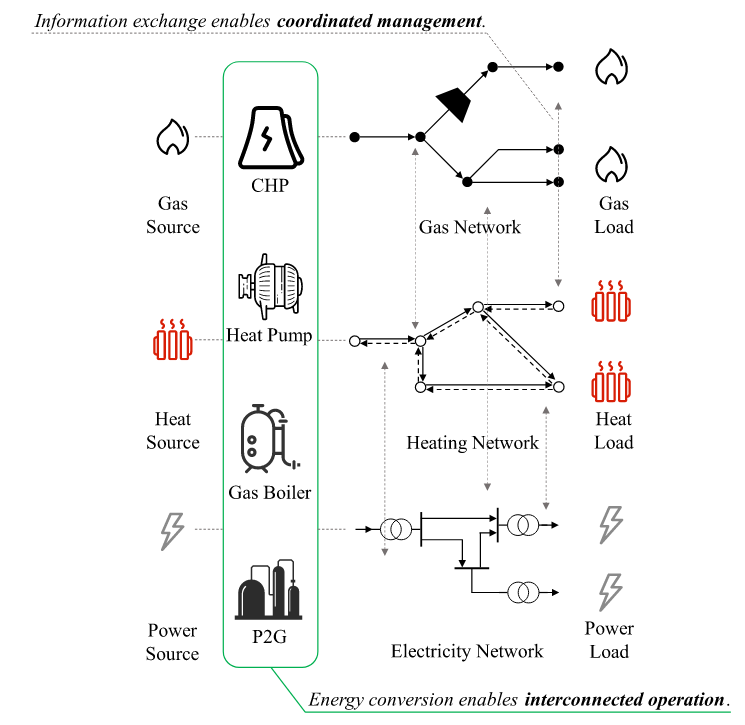 Information exchange enables coordinated management.
CHP
Gas
Source
Gas Network
Gas
Load
Heat Pump
Heat
Source
Heating Network
Heat
Load
Gas Boiler
Power
Source
P2G
Electricity Network
Power
Load
Energy conversion enables interconnected operation.